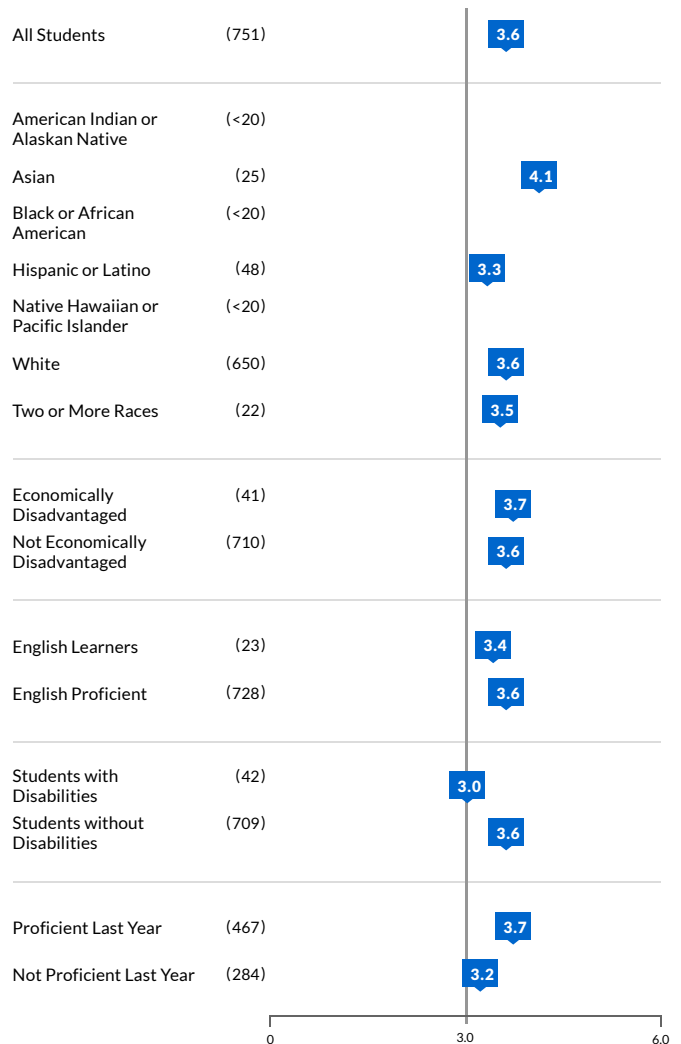 All Students (751) 3.6
American Indian or (<20)
Alaskan Native
Asian (25) 4.1
Black or African (<20)
American
Hispanic or Latino (48) 3.3
Native Hawaiian or (<20)
Pacific Islander
White (650) 3.6
Two or More Races (22) 3.5
Economically (41) 3.7
Disadvantaged
Not Economically (710) 3.6
Disadvantaged
English Learners (23) 3.4
English Proficient (728) 3.6
Students with (42) 3.0
Disabilities
Students without (709) 3.6
Disabilities
Proficient Last Year (467) 3.7
Not Proficient Last Year (284) 3.2
0 3.0 6.0